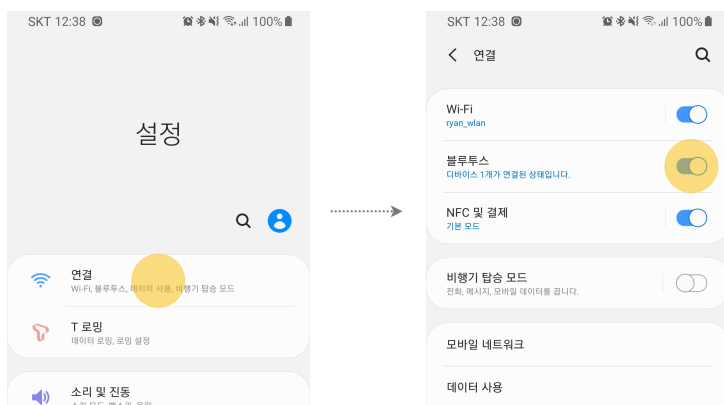 SKT 12:38
100%
설정
연결
Wi-Fi, 블루투스, 데이터 사용, 비행기 탑승 모드
T 로밍
데이터 로밍, 로밍 설정
소리 및 진동
SKT 12:38
100%
연결
Wi-Fi
ryan_wlan
블루투스
디바이스 1개가 연결된 상태입니다.
NFC 및 결제
기본 모드
비행기 탑승 모드
전화, 메시지, 모바일 데이터를 끕니다.
모바일 네트워크
데이터 사용